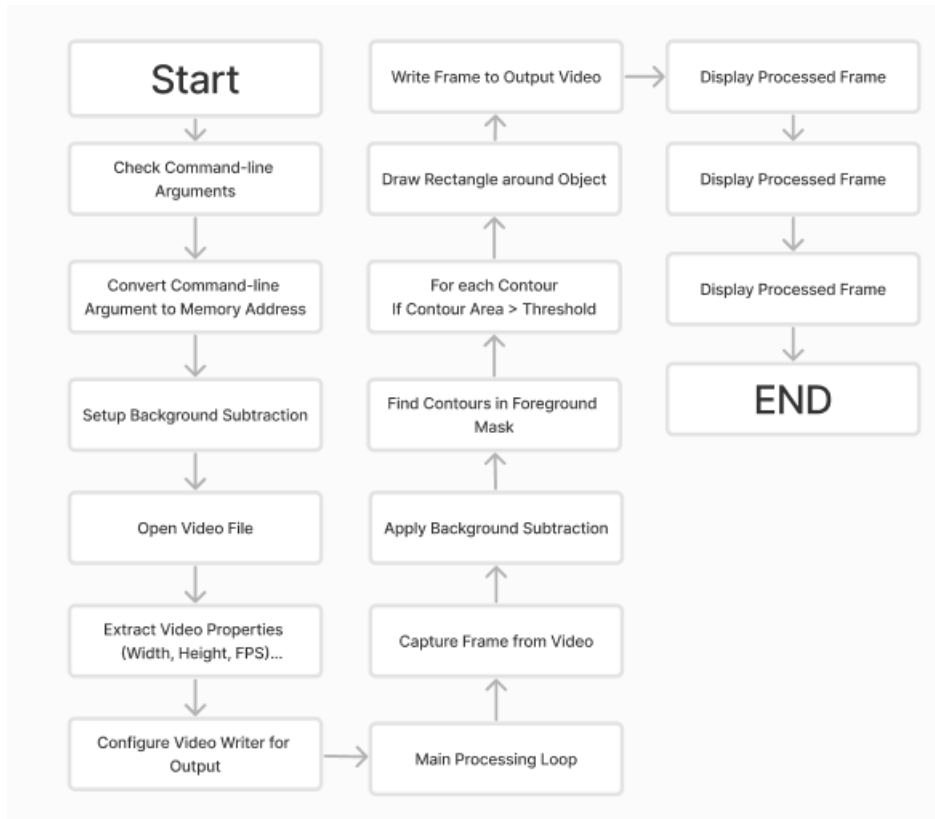 Start
Check Command-line
Arguments
Convert Command-line
Argument to Memory Address
Setup Background Subtraction
Open Video File
Extract Video Properties
(Width, Height, FPS)...
Configure Video Writer for
Output
Main Processing Loop
Capture Frame from Video
Apply Background Subtraction
Find Contours in Foreground
Mask
For each Contour
If Contour Area > Threshold
Draw Rectangle around Object
Write Frame to Output Video
Display Processed Frame
Display Processed Frame
Display Processed Frame
END